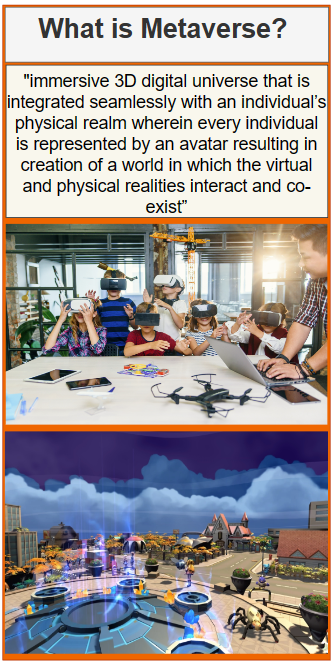 What is Metaverse?
"immersive 3D digital universe that is
integrated seamlessly with an individual’s
physical realm wherein every individual
is represented by an avatar resulting in
creation of a world in which the virtual
and physical realities interact and co-
exist”